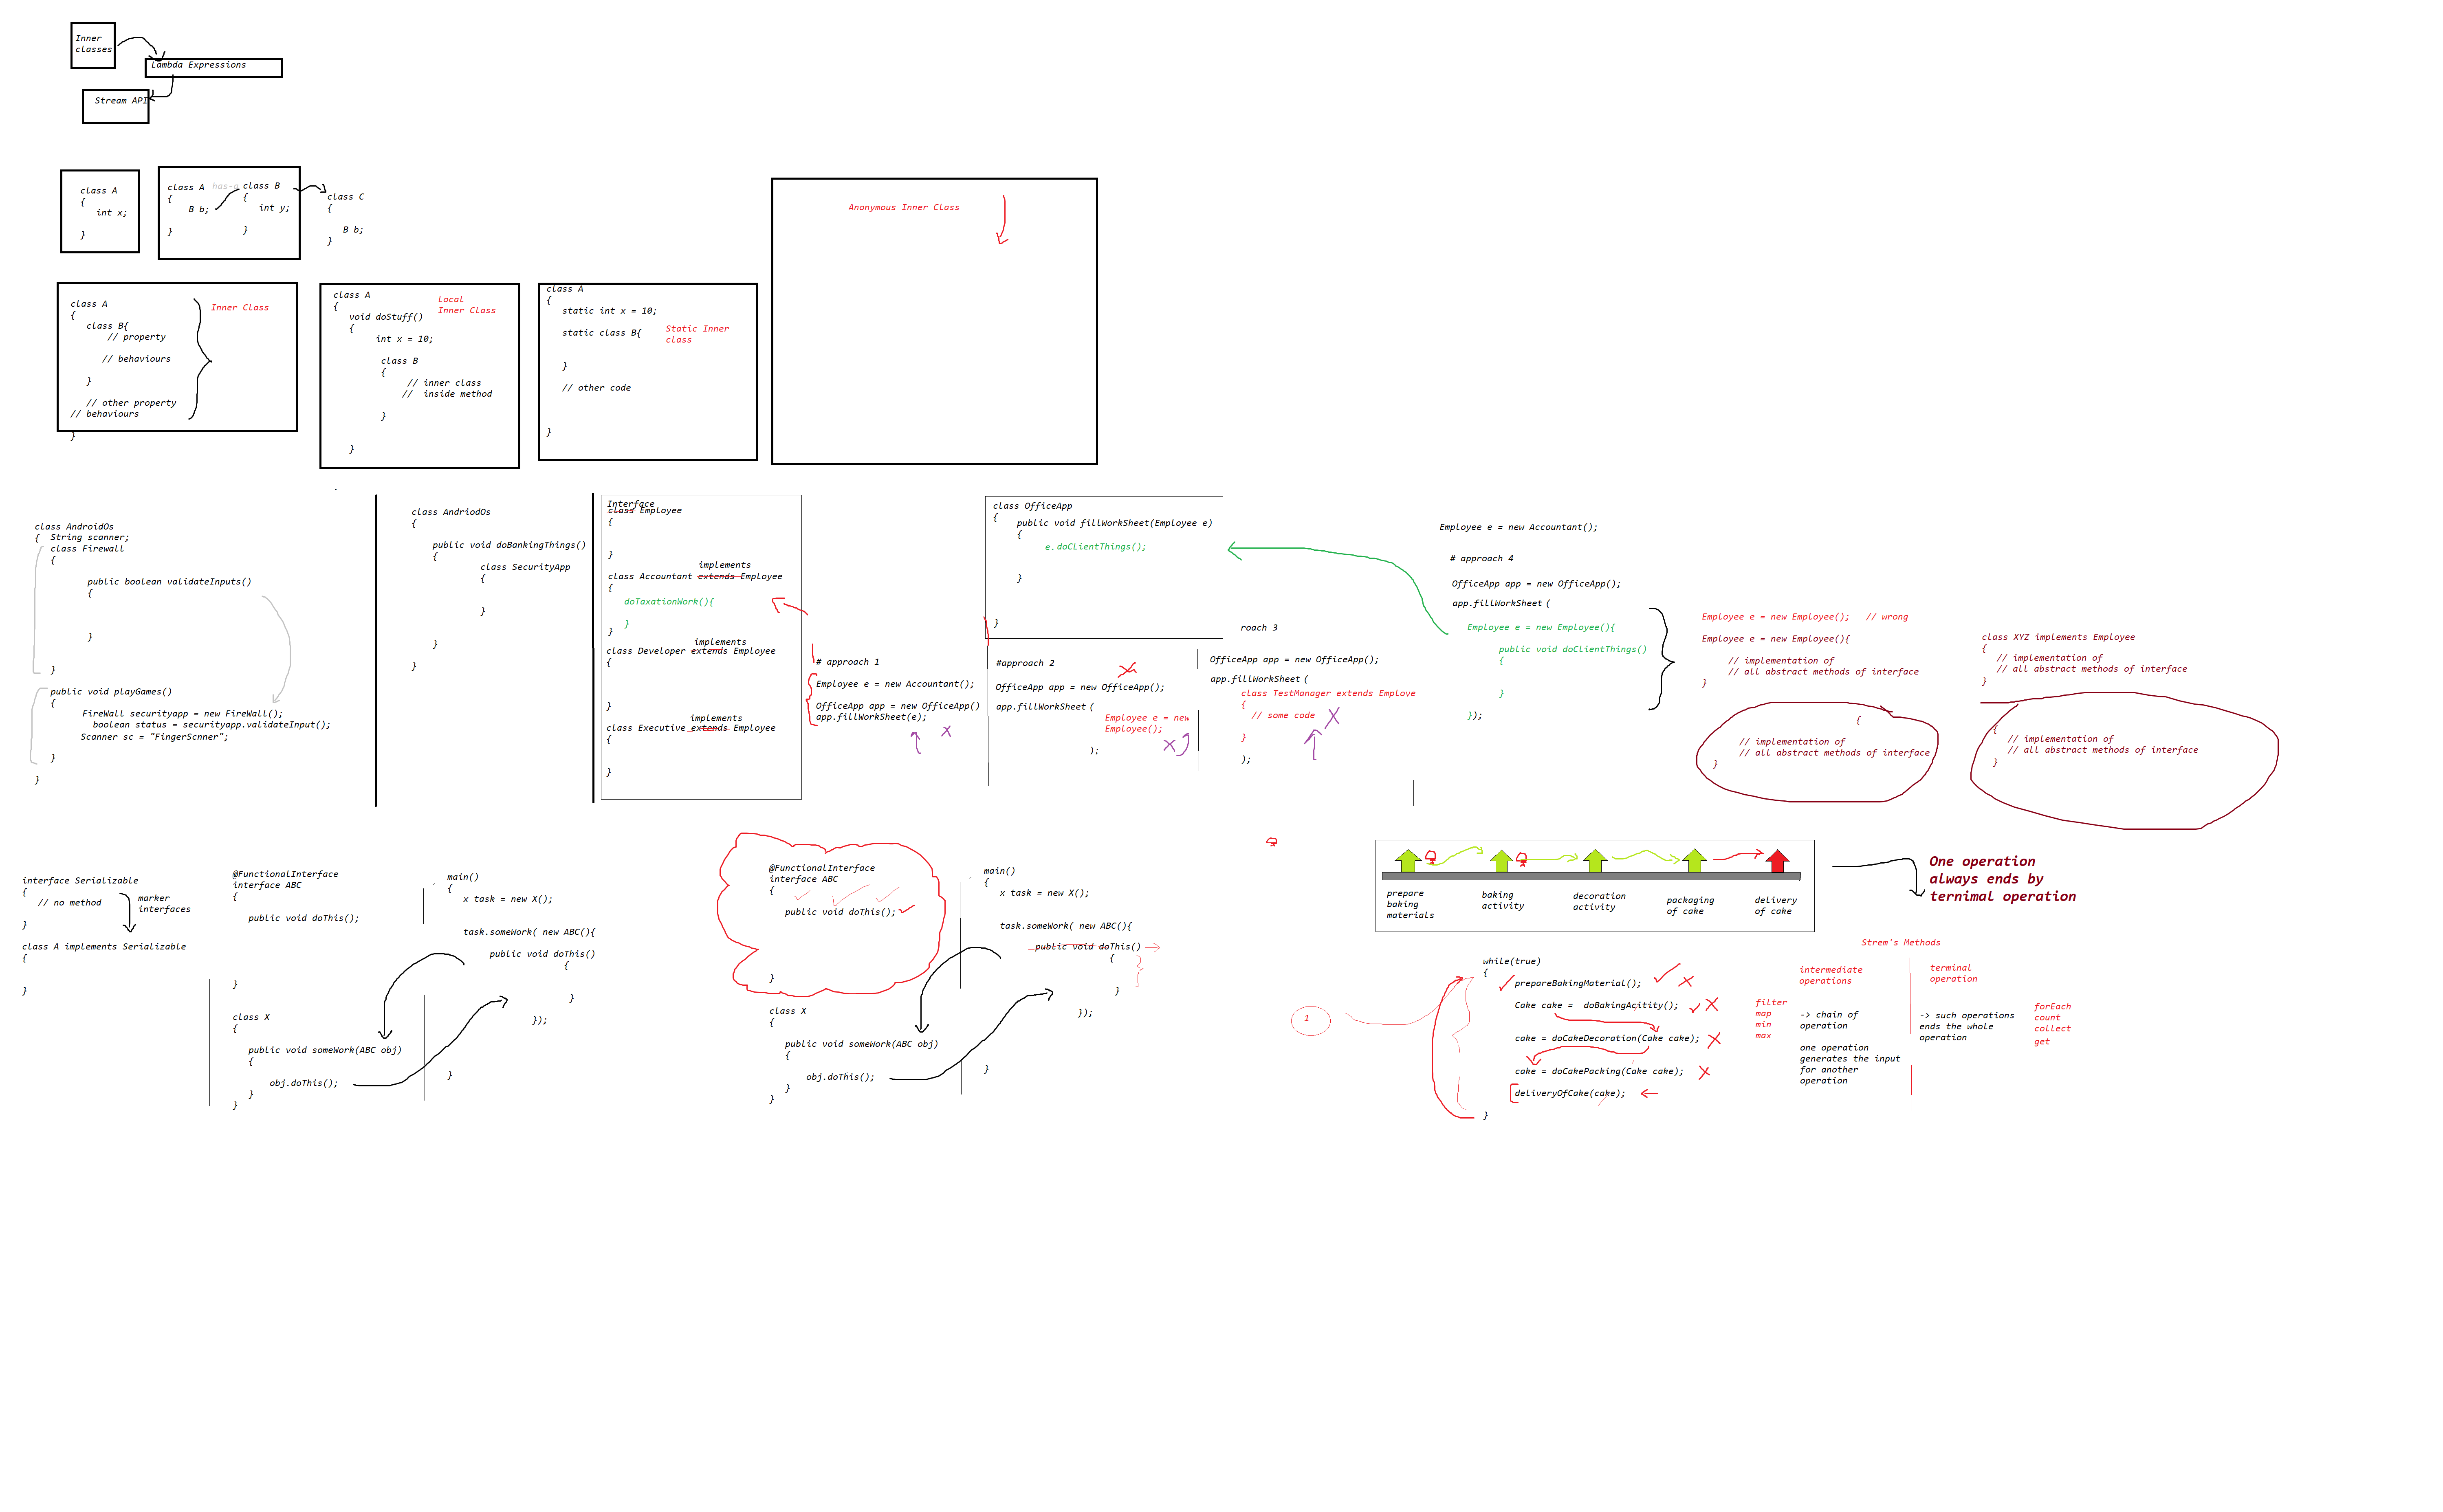 Inner
classes
Lambda Expressions
Stream API
class A
{
int x;
}
class A
{
B b;
}
has-a
class B
{
int y;
}
class C
{
B b;
}
Anonymous Inner Class
class A
{
class B{
// property
// behaviours
}
// other property
// behaviours
}
Inner Class
class A
{
void doStuff()
{
int x = 10;
class B
{
// inner class
// inside method
}
}
Local
Inner Class
class A
{
static int x = 10;
static class B{
}
// other code
}
Static Inner
class
class AndroidOs
{ String scanner;
class Firewall
{
public boolean validateInputs()
{
}
}
public void playGames()
{
FireWall securityapp = new FireWall();
boolean status = securityapp.validateInput();
Scanner sc = "FingerScnner";
}
}
class AndriodOs
{
public void doBankingThings()
{
class SecurityApp
{
}
}
}
Interface
class Employee
{
}
implements
class Accountant extends Employee
{
doTaxationWork(){
}
}
implements
class Developer extends Employee
{
}
implements
class Executive extends Employee
{
}
# approach 1
Employee e = new Accountant();
OfficeApp app = new OfficeApp()
app.fillWorkSheet(e);
class OfficeApp
{
public void fillWorkSheet(Employee e)
{
e.doCLientThings();
}
}
#approach 2
OfficeApp app = new OfficeApp();
app.fillWorkSheet(
Employee e = new
Employee();
);
roach 3
OfficeApp app = new OfficeApp();
app.fillWorkSheet(
class TestManager extends Employe
{
// some code
}
);
Employee e = new Accountant();
# approach 4
OfficeApp app = new OfficeApp();
app.fillWorkSheet(
Employee e = new Employee(){
public void doClientThings()
{
}
});
Employee e = new Employee(); // wrong
Employee e = new Employee(){
// implementation of
// all abstract methods of interface
}
{
// implementation of
// all abstract methods of interface
}
class XYZ implements Employee
{
// implementation of
// all abstract methods of interface
}
{
// implementation of
// all abstract methods of interface
}
interface Serializable
{
// no method
}
marker
interfaces
class A implements Serializable
{
}
@FunctionalInterface
interface ABC
{
public void doThis();
}
class X
{
public void someWork(ABC obj)
{
obj.doThis();
}
}
main()
{
x task = new X();
task.someWork( new ABC(){
public void doThis()
{
}
});
}
@FunctionalInterface
interface ABC
{
public void doThis();
}
class X
{
public void someWork(ABC obj)
{
obj.doThis();
}
}
main()
{
x task = new X();
task.someWork( new ABC(){
public void doThis()
{
}
});
}
prepare
baking
materials
baking
activity
decoration
activity
packaging
of cake
delivery
of cake
One operation
always ends by
ternimal operation
1
while(true)
{
prepareBakingMaterial();
Cake cake = doBakingAcitity();
cake = doCakeDecoration(Cake cake);
cake = doCakePacking(Cake cake);
deliveryOfCake(cake);
}
Strem's Methods
intermediate
operations
filter
map
min
max
-> chain of
operation
one operation
generates the input
for another
operation
terminal
operation
-> such operations
ends the whole
operation
forEach
count
collect
get